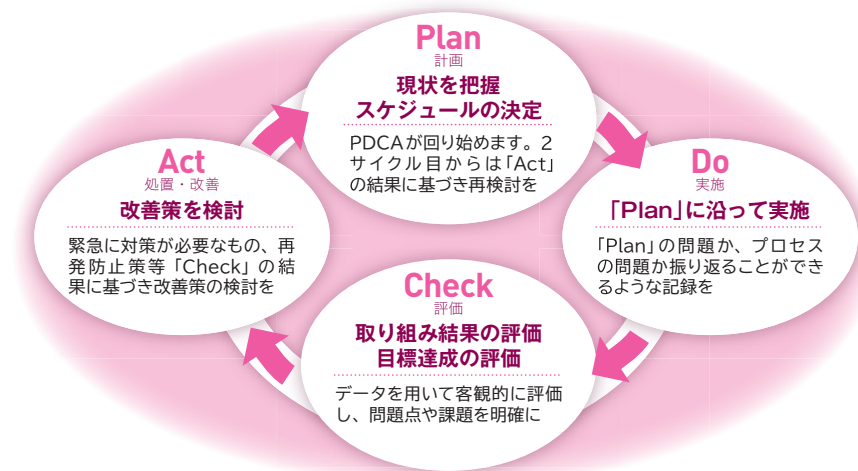 Plan
計画
現状を把握
スケジュールの決定
PDCAが回り始めます。2
サイクル目からは「Act」
の結果に基づき再検討を
Do
実施
「Plan」に沿って実施
「Plan」の問題か、プロセス
の問題か振り返ることができ
るような記録を
Check
評価
取り組み結果の評価
目標達成の評価
データを用いて客観的に評価
し、問題点や課題を明確に
Act
処置・改善
改善策を検討
緊急に対策が必要なもの、再
発防止策等「Check」の結
果に基づき改善策の検討を